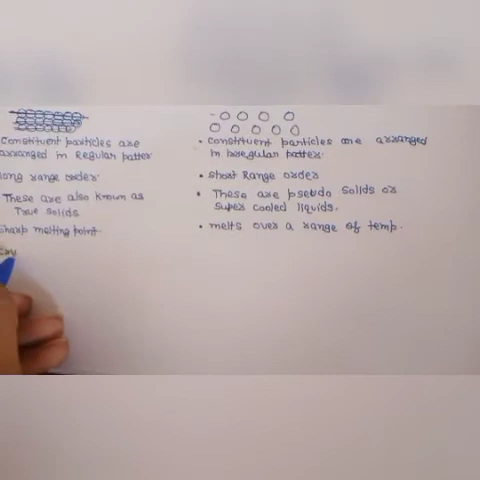 Constituent particles are
arranged in Regular patter
long range order.
These are also known as
True solids
Sharp melting point.
• Constituent particles are arranged
in Irregular patter.
• Short Range order
• These are pseudo solids or
super cooled liquids.
• melts over a range of temp.